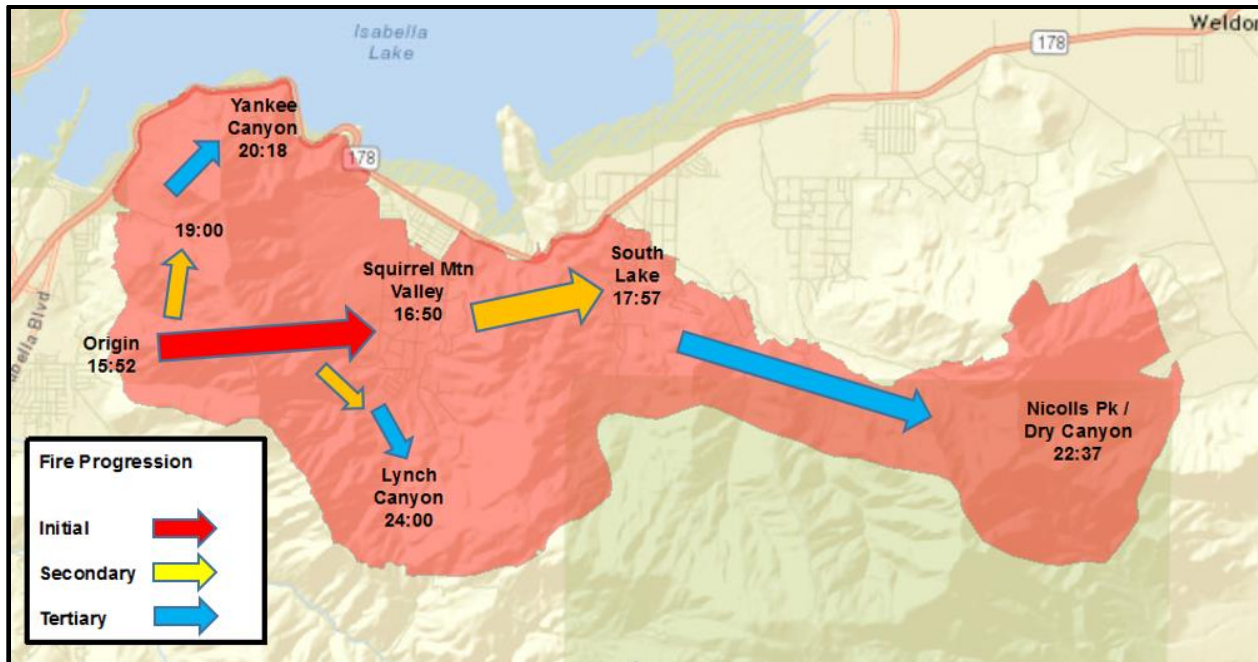 Isabella
Lake
178
Weldon
Yankee
Canyon
20:18
178
19:00
Squirrel Mtn
Valley
16:50
South
Lake
17:57
Origin
15:52
abella Blvd
Nicolls Pk /
Dry Canyon
22:37
Lynch
Canyon
24:00
Fire Progression
Initial
Secondary
Tertiary